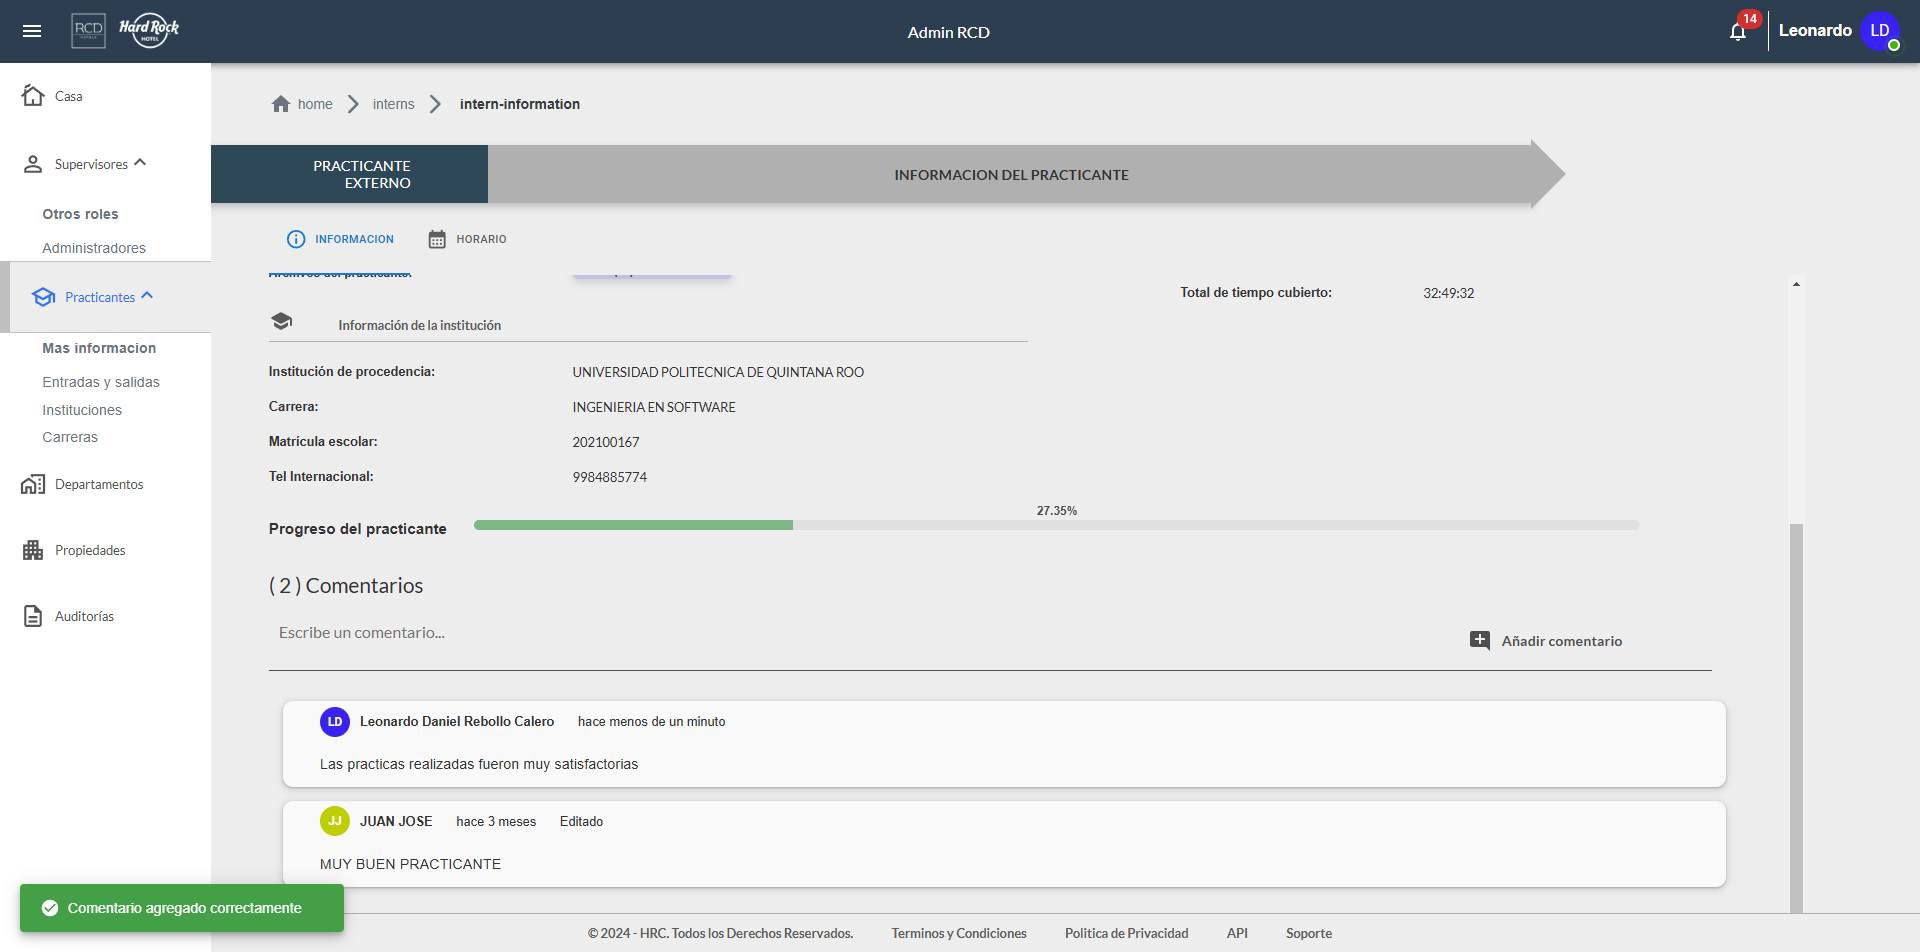 RCD
HOTELS
Hard Rock
HOTEL
Admin RCD
14
Leonardo
LD
Casa
Supervisores
Otros roles
Administradores
Practicantes
Mas informacion
Entradas y salidas
Instituciones
Carreras
Departamentos
Propiedades
Auditorías
home
interns
intern-information
PRACTICANTE
EXTERNO
INFORMACION DEL PRACTICANTE
INFORMACION
HORARIO
Archivos del practicante:
Total de tiempo cubierto:
32:49:32
Información de la institución
Institución de procedencia:
UNIVERSIDAD POLITECNICA DE QUINTANA ROO
Carrera:
INGENIERIA EN SOFTWARE
Matrícula escolar:
202100167
Tel Internacional:
9984885774
27.35%
Progreso del practicante
( 2 ) Comentarios
Escribe un comentario...
Añadir comentario
LD
Leonardo Daniel Rebollo Calero
hace menos de un minuto
Las practicas realizadas fueron muy satisfactorias
JJ
JUAN JOSE
hace 3 meses
Editado
MUY BUEN PRACTICANTE
Comentario agregado correctamente
© 2024 - HRC. Todos los Derechos Reservados.
Terminos y Condiciones
Politica de Privacidad
API
Soporte